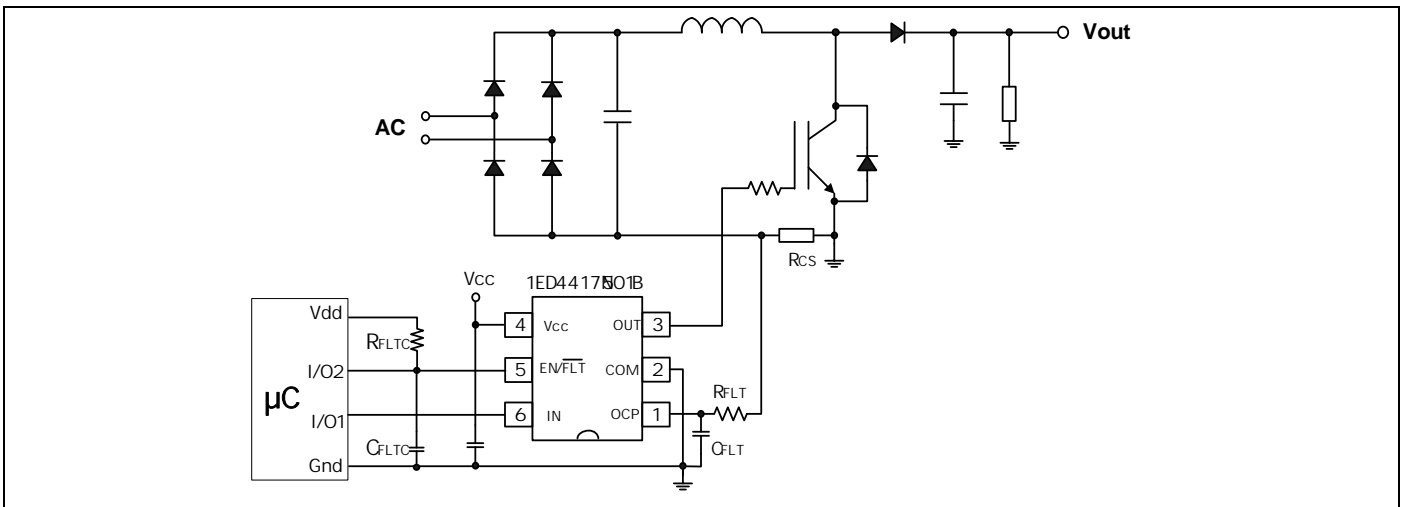 Vout
AC
RCS
VCC
Vdd
RFLTC
I/O2
µC
I/O1
CFLTC
Gnd
4 Vcc OUT 3
5 EN/FLT COM 2
6 IN OCP 1
RFLT
CFLT